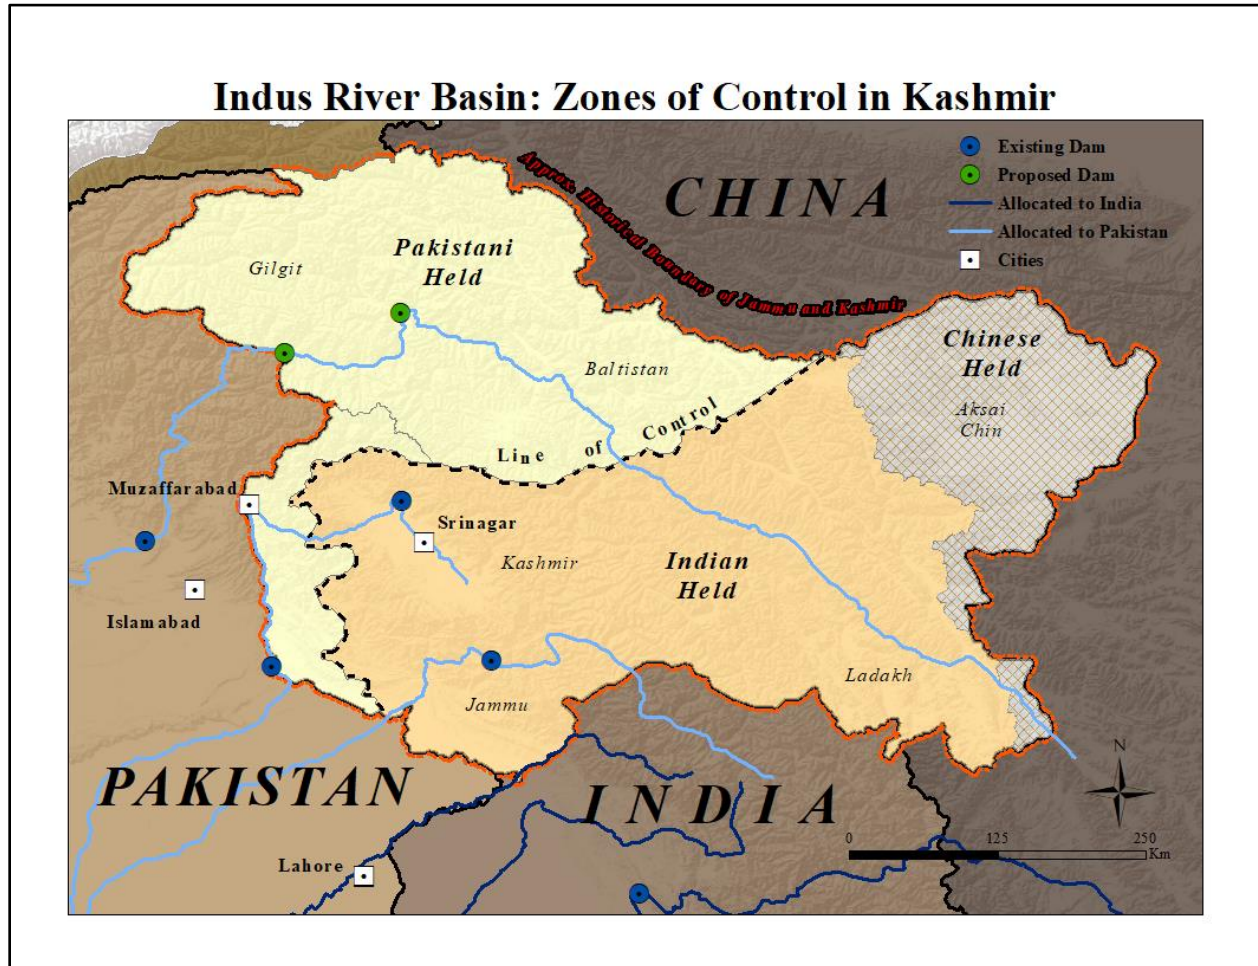 Indus River Basin: Zones of Control in Kashmir
Existing Dam
Proposed Dam
Allocated to India
Allocated to Pakistan
Cities
CHINA
Approx. Historical Boundary of Jammu and Kashmir
Pakistani
Held
Gilgit
Baltistan
Chinese
Held
Aksai
Chin
Line of Control
Muzaffarabad
Srinagar
Kashmir
Indian
Held
Islamabad
Ladakh
Jammu
PAKISTAN
INDIA
N
0
125
250
Km
Lahore